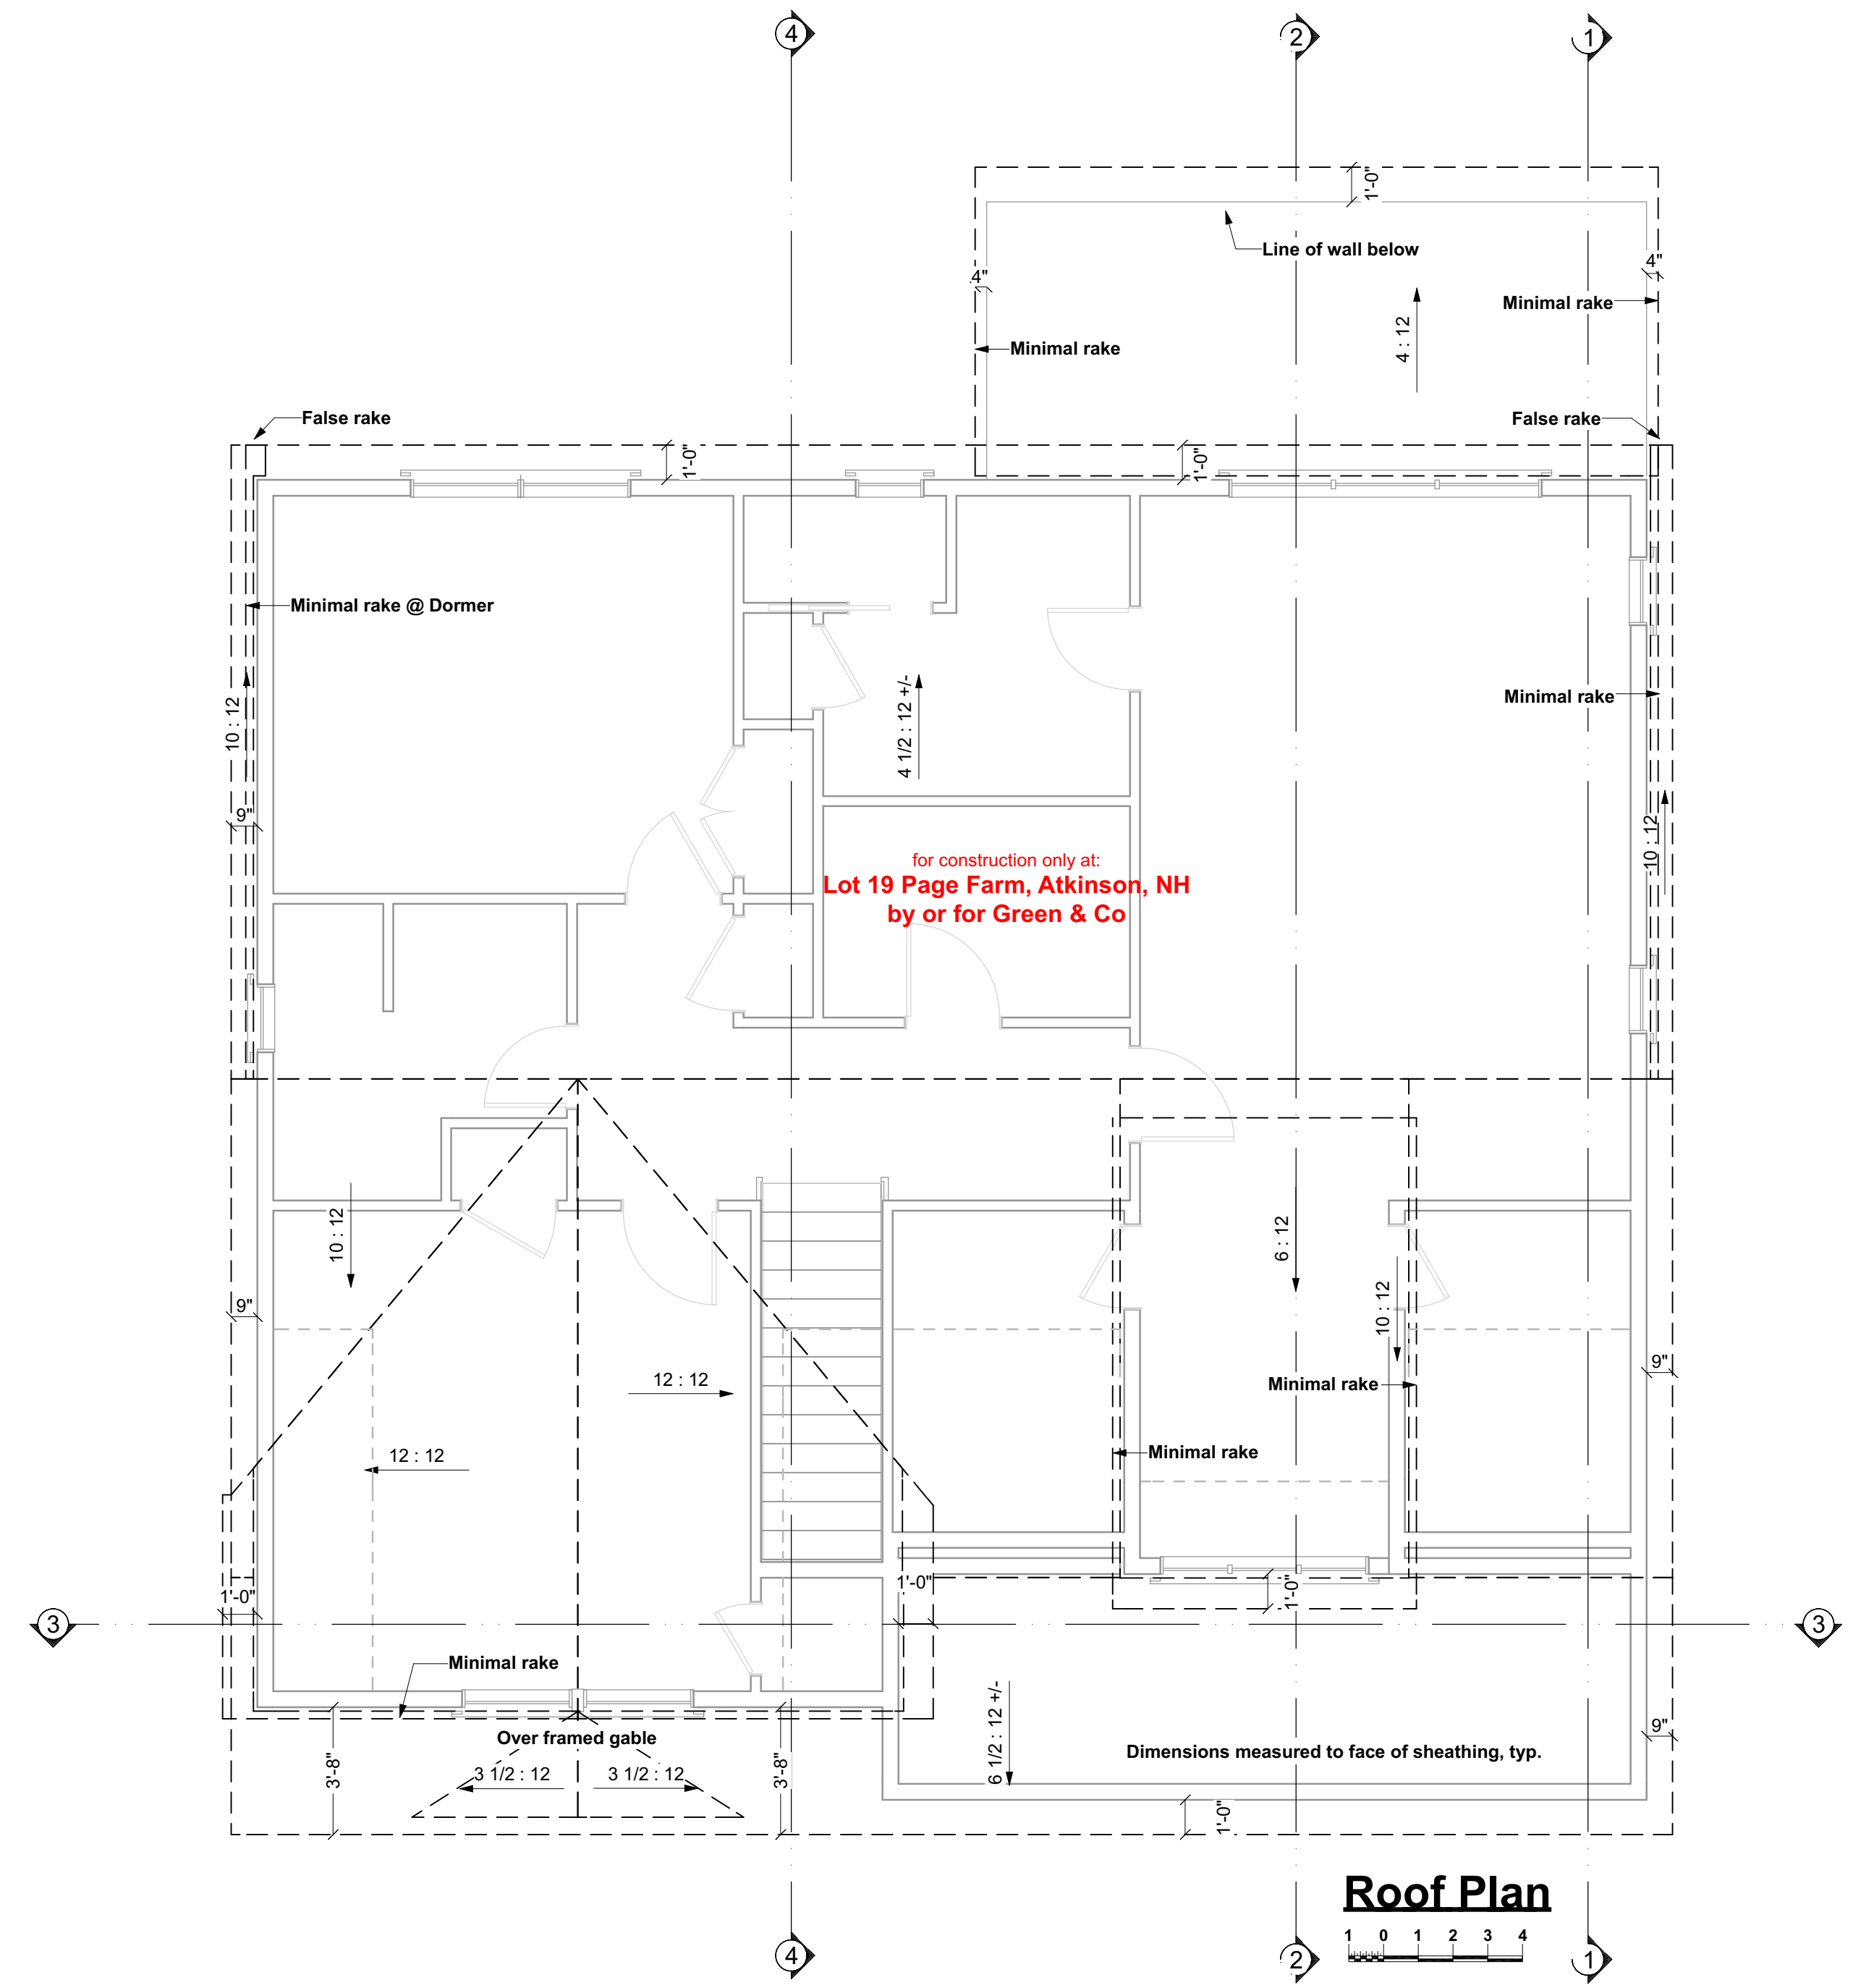 4
2
1
1'-0"
Line of wall below
4"
4"
Minimal rake
4 : 12
Minimal rake
False rake
False rake
1'-0"
1'-0"
Minimal rake @ Dormer
10 : 12
4 1/2 : 12 +/-
Minimal rake
9"
10 : 12
for construction only at:
Lot 19 Page Farm, Atkinson, NH
by or for Green & Co
10 : 12
6 : 12
9"
10 : 12
9"
12 : 12
Minimal rake
12 : 12
Minimal rake
1'-0"
1'-0"
1'-0"
3
3
Minimal rake
9"
Over framed gable
3'-8"
3'-8"
6 1/2 : 12 +/-
Dimensions measured to face of sheathing, typ.
3 1/2 : 12
3 1/2 : 12
1'-0"
Roof Plan
1 0 1 2 3 4
4
2
1